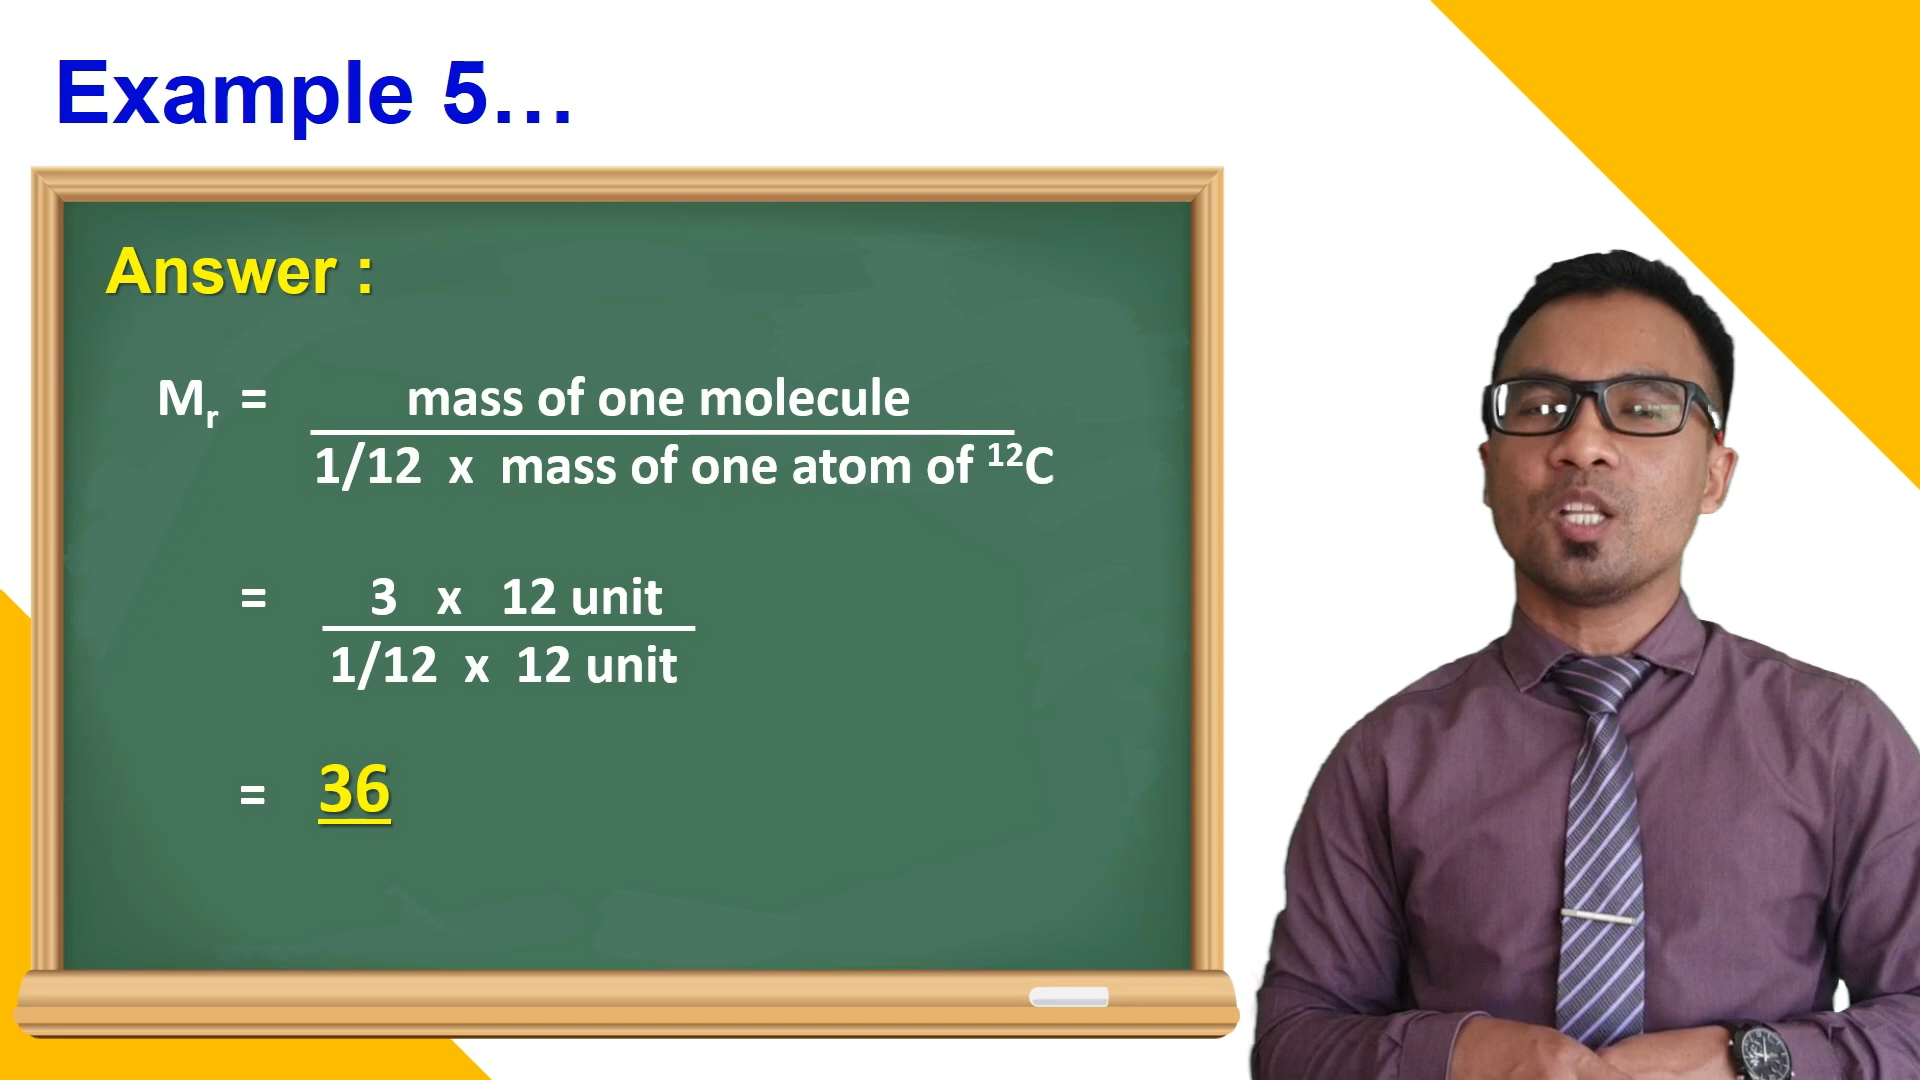 Example 5...
Answer :
Mr = mass of one molecule
1/12 x mass of one atom of ¹²C
= 3 x 12 unit
1/12 x 12 unit
= 36